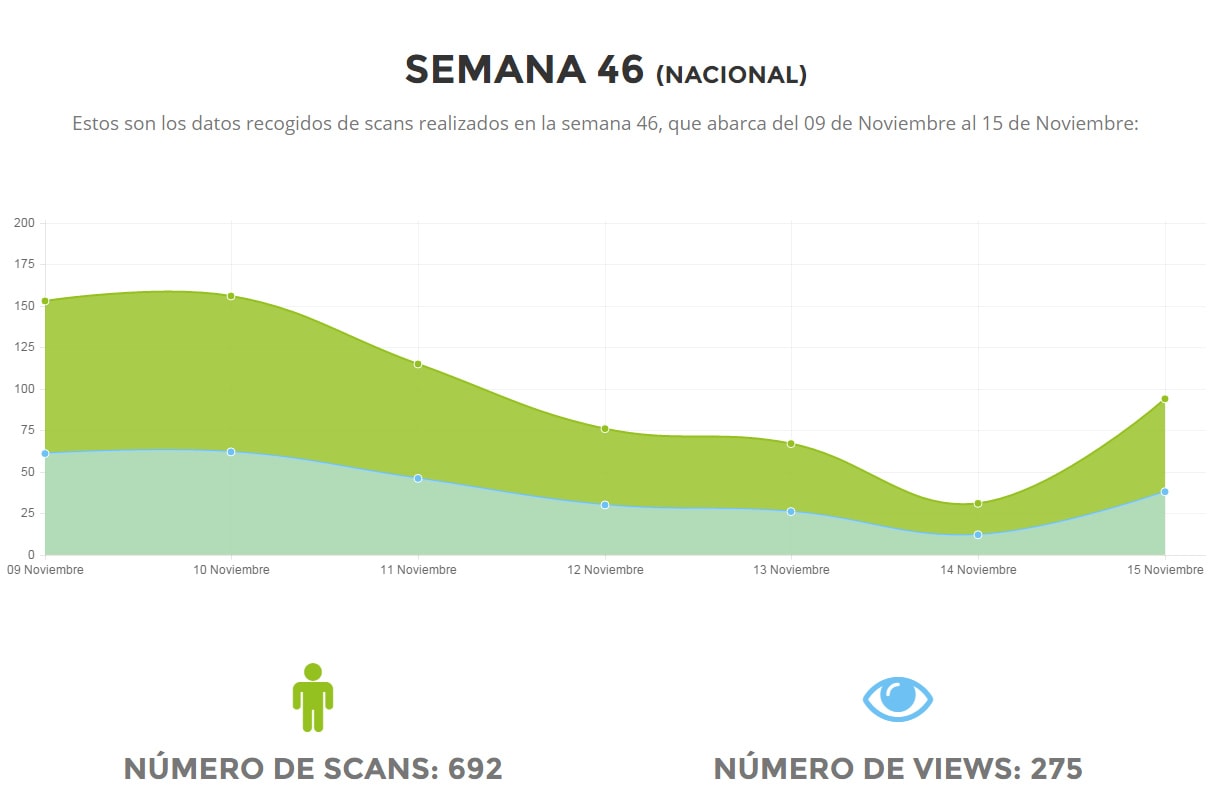 SEMANA 46 (NACIONAL)
Estos son los datos recogidos de scans realizados en la semana 46, que abarca del 09 de Noviembre al 15 de Noviembre:
200
175
150
125
100
75
50
25
0
09 Noviembre 10 Noviembre 11 Noviembre 12 Noviembre 13 Noviembre 14 Noviembre 15 Noviembre
NÚMERO DE SCANS: 692 NÚMERO DE VIEWS: 275